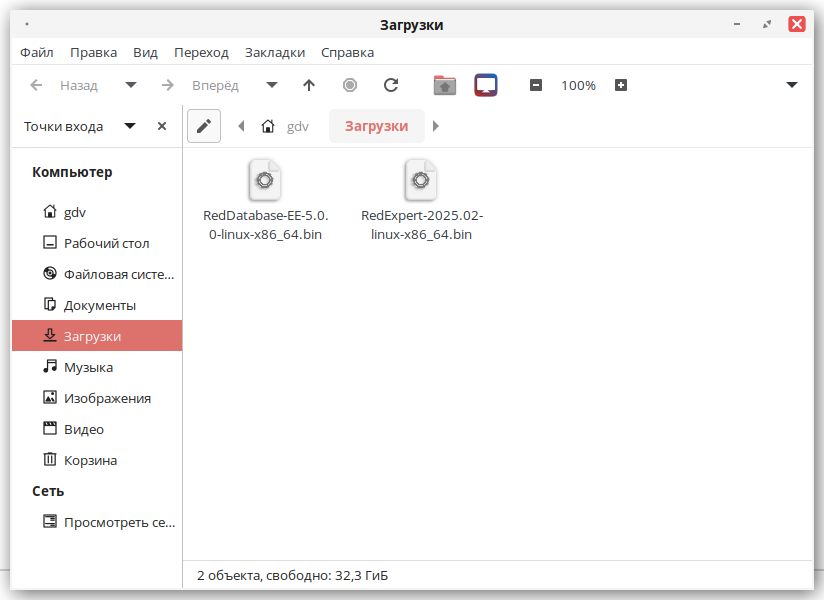 Загрузки
Файл Правка Вид Переход Закладки Справка
Назад Вперёд 100%
Точки входа
gdv
Загрузки
Компьютер
gdv
Рабочий стол
Файловая систе...
Документы
Загрузки
Музыка
Изображения
Видео
Корзина
Сеть
Просмотреть се...
RedDatabase-EE-5.0.
0-linux-x86_64.bin
RedExpert-2025.02-
linux-x86_64.bin
2 объекта, свободно: 32,3 ГиБ